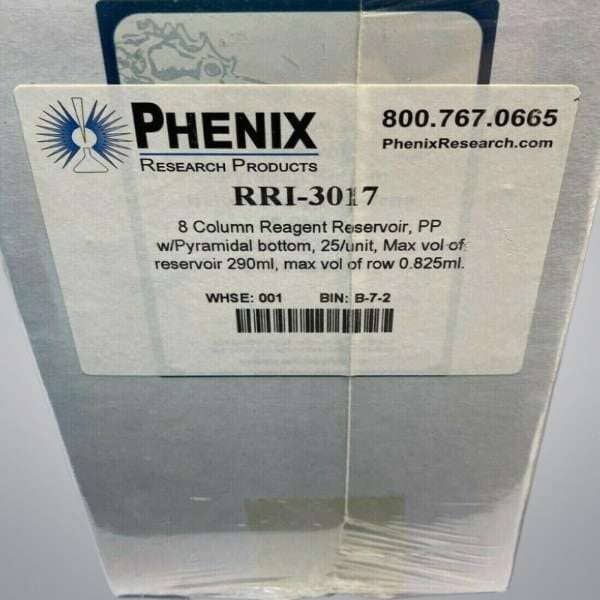 PHENIX
RESEARCH PRODUCTS
800.767.0665
PhenixResearch.com
RRI-3017
8 Column Reagent Reservoir, PP
w/Pyramidal bottom, 25/unit, Max vol of
reservoir 290ml, max vol of row 0.825ml.
WHSE: 001 BIN: B-7-2